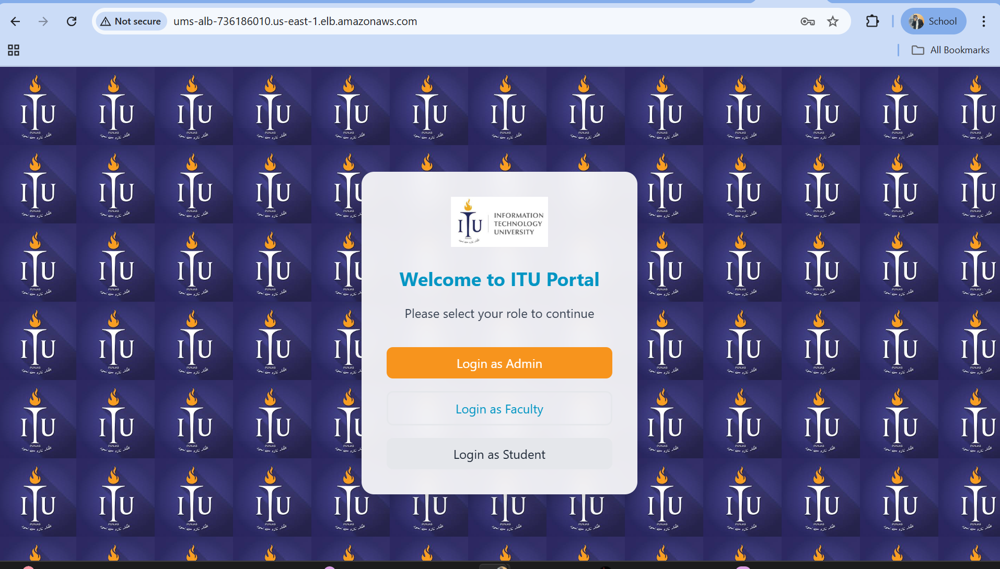 Not secure
ums-alb-736186010.us-east-1.elb.amazonaws.com
School
All Bookmarks
ITU
PUNJAB
INFORMATION
TECHNOLOGY
UNIVERSITY
Welcome to ITU Portal
Please select your role to continue
Login as Admin
Login as Faculty
Login as Student